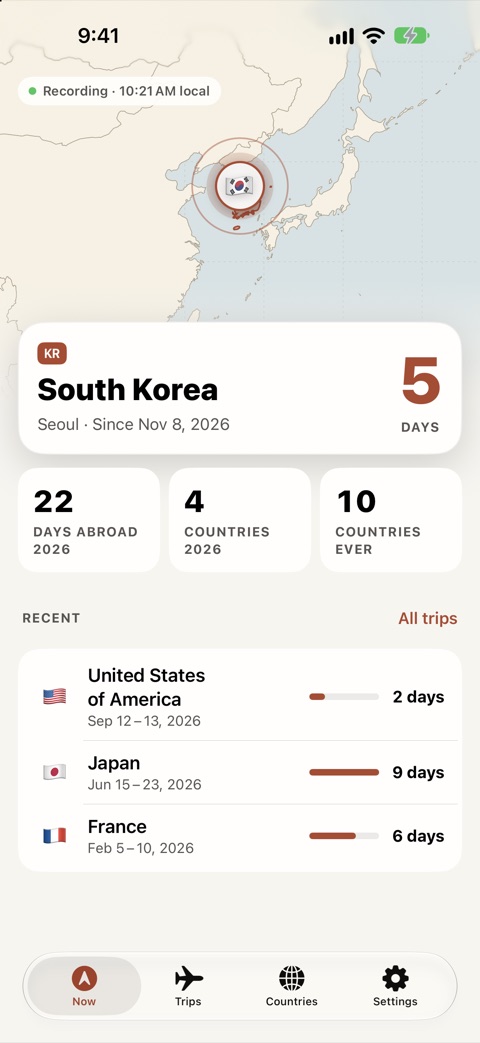 9:41
Recording · 10:21 AM local
KR
South Korea
Seoul · Since Nov 8, 2026
5
DAYS
22
DAYS ABROAD
2026
4
COUNTRIES
2026
10
COUNTRIES
EVER
RECENT
All trips
United States
of America
Sep 12–13, 2026
2 days
Japan
Jun 15–23, 2026
9 days
France
Feb 5–10, 2026
6 days
Now
Trips
Countries
Settings